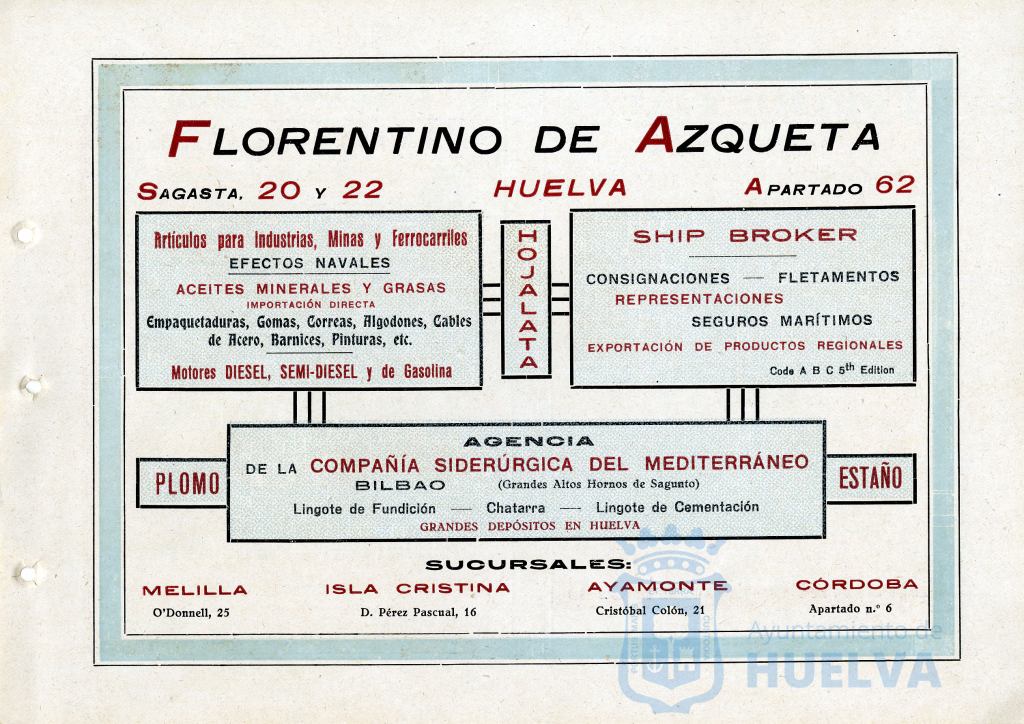 FLORENTINO DE AZQUETA
SAGASTA, 20 Y 22 HUELVA APARTADO 62
Artículos para Industrias, Minas y Ferrocarriles
EFECTOS NAVALES
ACEITES MINERALES Y GRASAS
IMPORTACIÓN DIRECTA
Empaquetaduras, Gomas, Correas, Algodones, Cables
de Acero, Barnices, Pinturas, etc.
Motores DIESEL, SEMI-DIESEL y de Gasolina
HOJALATA
SHIP BROKER
CONSIGNACIONES — FLETAMENTOS
REPRESENTACIONES
SEGUROS MARÍTIMOS
EXPORTACIÓN DE PRODUCTOS REGIONALES
Code A B C 5th Edition
PLOMO
AGENCIA
DE LA COMPAÑÍA SIDERÚRGICA DEL MEDITERRÁNEO
BILBAO (Grandes Altos Hornos de Sagunto)
Lingote de Fundición — Chatarra — Lingote de Cementación
GRANDES DEPÓSITOS EN HUELVA
ESTAÑO
SUCURSALES:
MELILLA ISLA CRISTINA AYAMONTE CÓRDOBA
O'Donnell, 25 D. Pérez Pascual, 16 Cristóbal Colón, 21 Apartado n.º 6
Ayuntamiento de
HUELVA